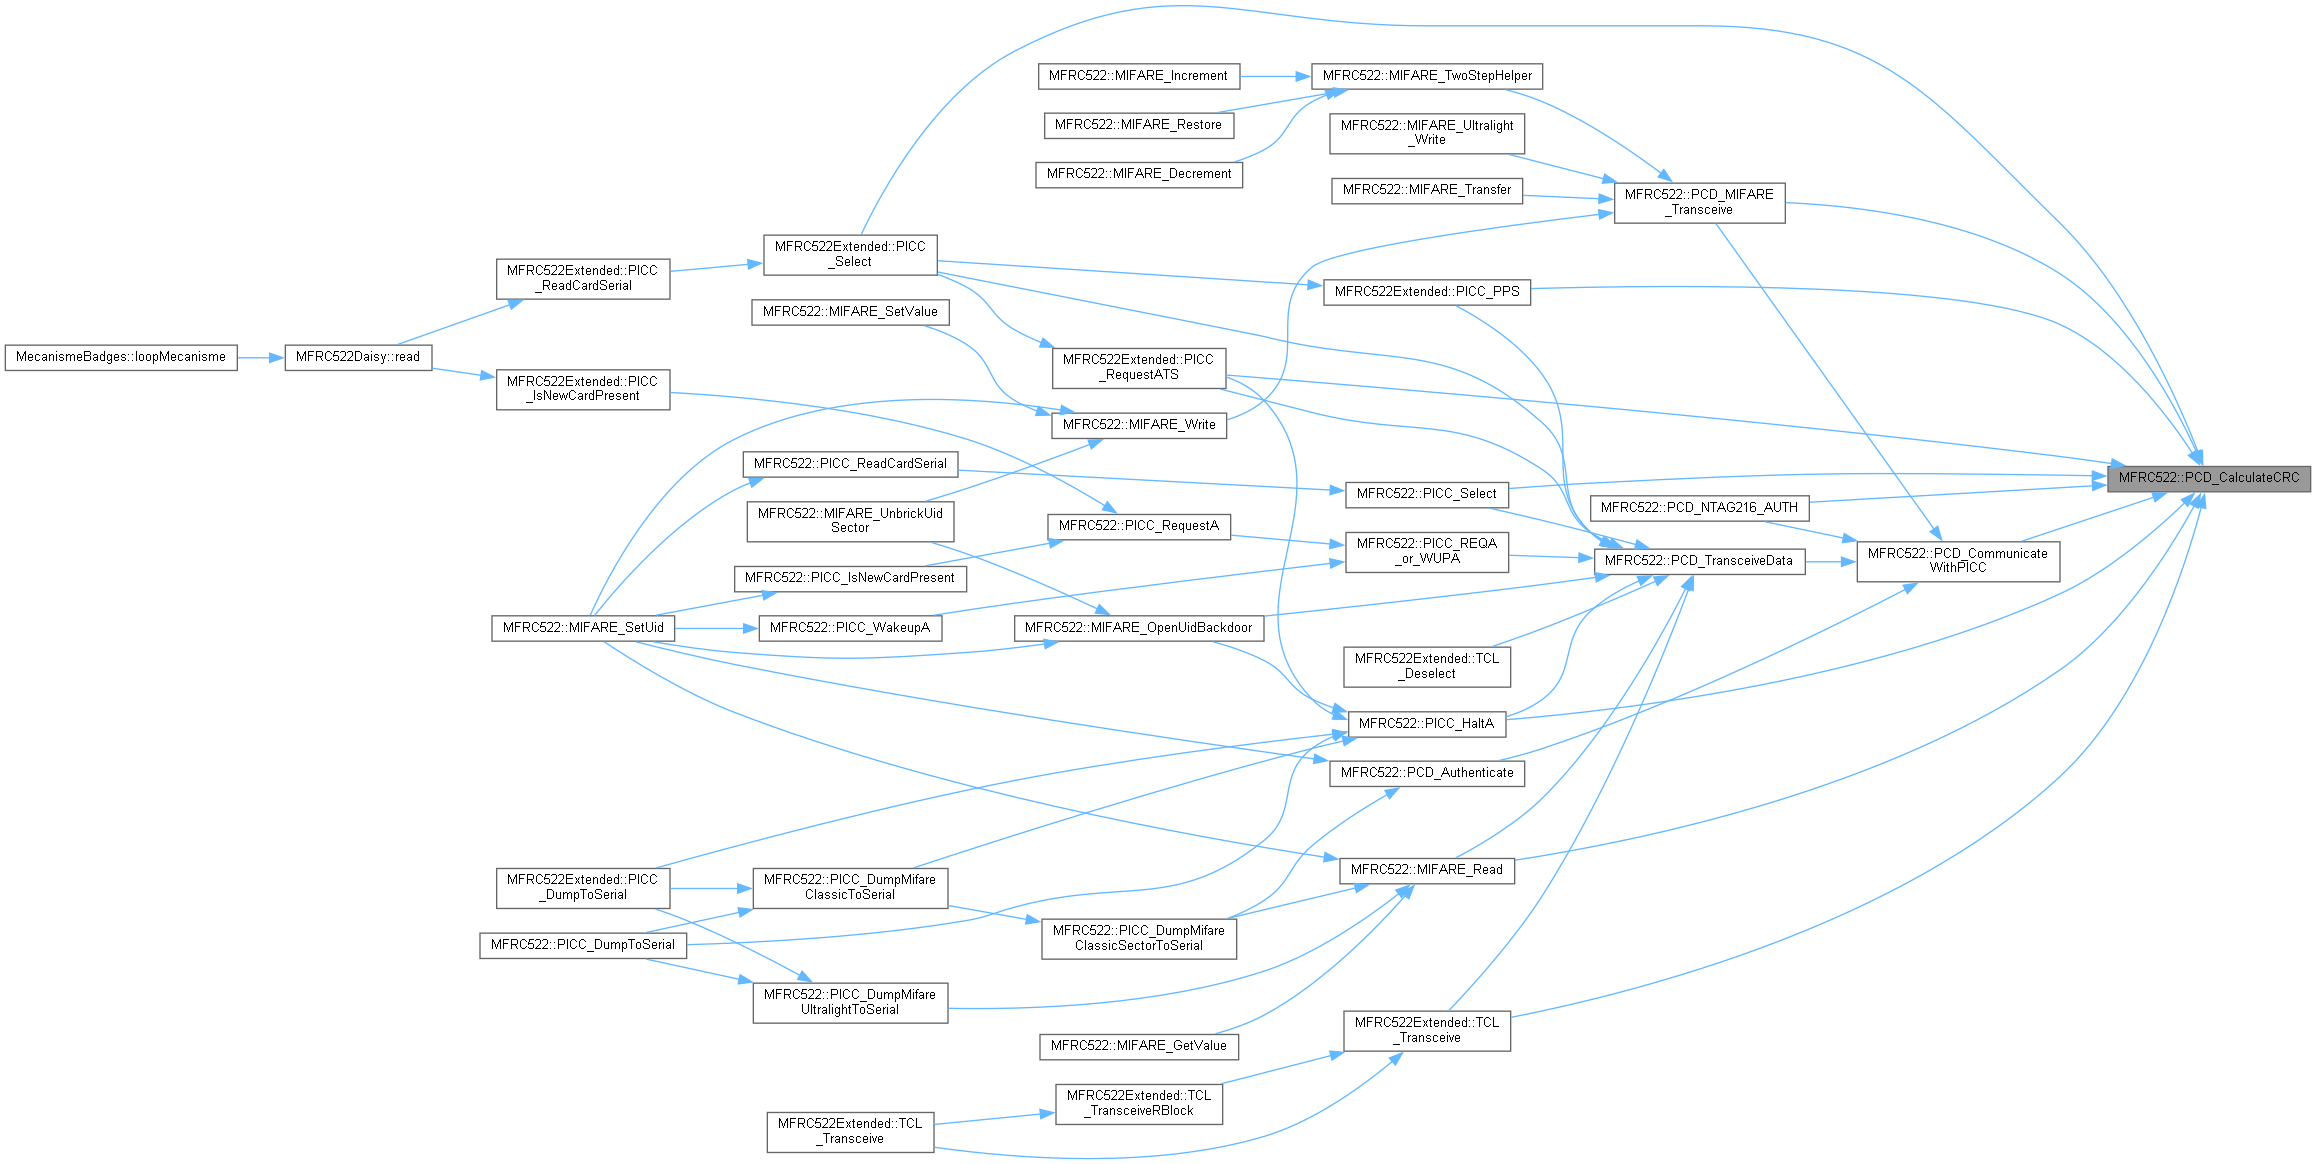 MFRC522::MIFARE_Increment
MFRC522::MIFARE_TwoStepHelper
MFRC522::MIFARE_Restore
MFRC522::MIFARE_Ultralight
_Write
MFRC522::MIFARE_Decrement
MFRC522::MIFARE_Transfer
MFRC522::PCD_MIFARE
_Transceive
MFRC522Extended::PICC
_Select
MFRC522Extended::PICC
_ReadCardSerial
MFRC522Extended::PICC_PPS
MFRC522::MIFARE_SetValue
MecanismeBadges::loopMecanisme
MFRC522Daisy::read
MFRC522Extended::PICC
_RequestATS
MFRC522Extended::PICC
_IsNewCardPresent
MFRC522::MIFARE_Write
MFRC522::PICC_ReadCardSerial
MFRC522::PCD_CalculateCRC
MFRC522::PICC_Select
MFRC522::PCD_NTAG216_AUTH
MFRC522::MIFARE_UnbrickUid
Sector
MFRC522::PICC_RequestA
MFRC522::PICC_REQA
_or_WUPA
MFRC522::PCD_TransceiveData
MFRC522::PCD_Communicate
WithPICC
MFRC522::PICC_IsNewCardPresent
MFRC522::MIFARE_SetUid
MFRC522::PICC_WakeupA
MFRC522::MIFARE_OpenUidBackdoor
MFRC522Extended::TCL
_Deselect
MFRC522::PICC_HaltA
MFRC522::PCD_Authenticate
MFRC522::MIFARE_Read
MFRC522Extended::PICC
_DumpToSerial
MFRC522::PICC_DumpMifare
ClassicToSerial
MFRC522::PICC_DumpToSerial
MFRC522::PICC_DumpMifare
ClassicSectorToSerial
MFRC522::PICC_DumpMifare
UltralightToSerial
MFRC522Extended::TCL
_Transceive
MFRC522::MIFARE_GetValue
MFRC522Extended::TCL
_TransceiveRBlock
MFRC522Extended::TCL
_Transceive